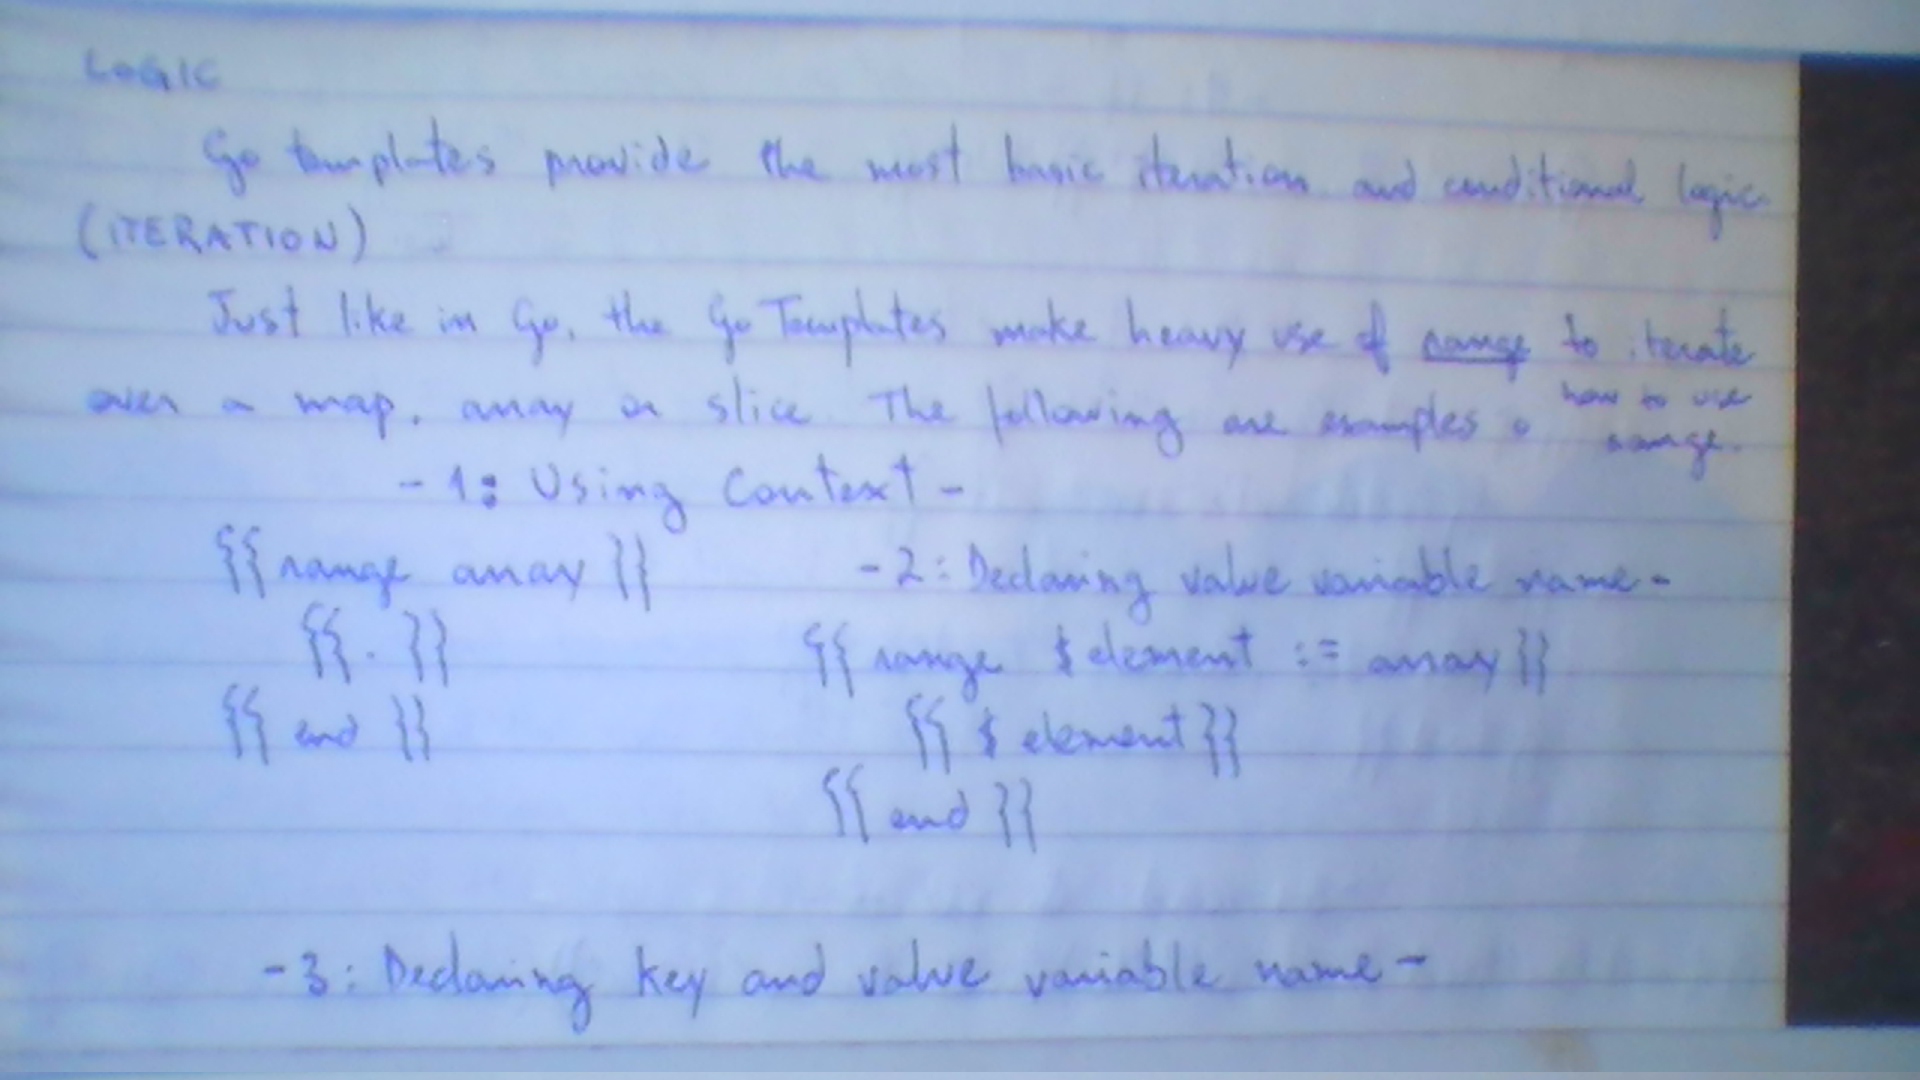 LOGIC
Go templates provide the most basic iteration and conditional logic.
(ITERATION)
Just like in Go, the Go Templates make heavy use of range to iterate
over a map, array or slice. The following are examples o how to use range.
- 1: Using Context -
{{ range array }}
{{ . }}
{{ end }}
- 2: Declaring value variable name -
{{ range $ element := array }}
{{ $ element }}
{{ end }}
- 3: Declaring key and value variable name -